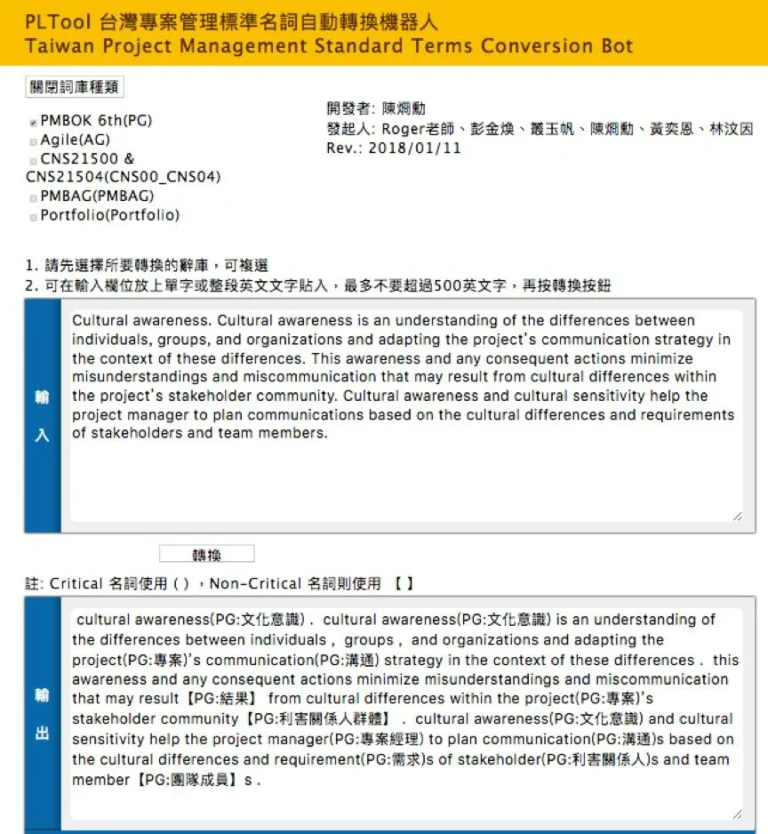 PLTool 台灣專案管理標準名詞自動轉換機器人
Taiwan Project Management Standard Terms Conversion Bot
關閉詞庫種類
PMBOK 6th(PG)
Agile(AG)
CNS21500 &
CNS21504(CNS00_CNS04)
PMBAG(PMBAG)
Portfolio(Portfolio)
開發者: 陳烱勳
發起人: Roger老師、彭金煥、叢玉帆、陳烱勳、黃奕恩、林汶因
Rev.: 2018/01/11
1. 請先選擇所要轉換的辭庫，可複選
2. 可在輸入欄位放上單字或整段英文文字貼入，最多不要超過500英文字，再按轉換按鈕
輸入
Cultural awareness. Cultural awareness is an understanding of the differences between
individuals, groups, and organizations and adapting the project's communication strategy in
the context of these differences. This awareness and any consequent actions minimize
misunderstandings and miscommunication that may result from cultural differences within
the project's stakeholder community. Cultural awareness and cultural sensitivity help the
project manager to plan communications based on the cultural differences and requirements
of stakeholders and team members.
轉換
註: Critical 名詞使用 ( ) ，Non-Critical 名詞則使用 【 】
輸出
cultural awareness(PG:文化意識) . cultural awareness(PG:文化意識) is an understanding of
the differences between individuals , groups , and organizations and adapting the
project(PG:專案)'s communication(PG:溝通) strategy in the context of these differences . this
awareness and any consequent actions minimize misunderstandings and miscommunication
that may result【PG:結果】 from cultural differences within the project(PG:專案)'s
stakeholder community【PG:利害關係人群體】 . cultural awareness(PG:文化意識) and cultural
sensitivity help the project manager(PG:專案經理) to plan communication(PG:溝通)s based on
the cultural differences and requirement(PG:需求)s of stakeholder(PG:利害關係人)s and team
member【PG:團隊成員】s .